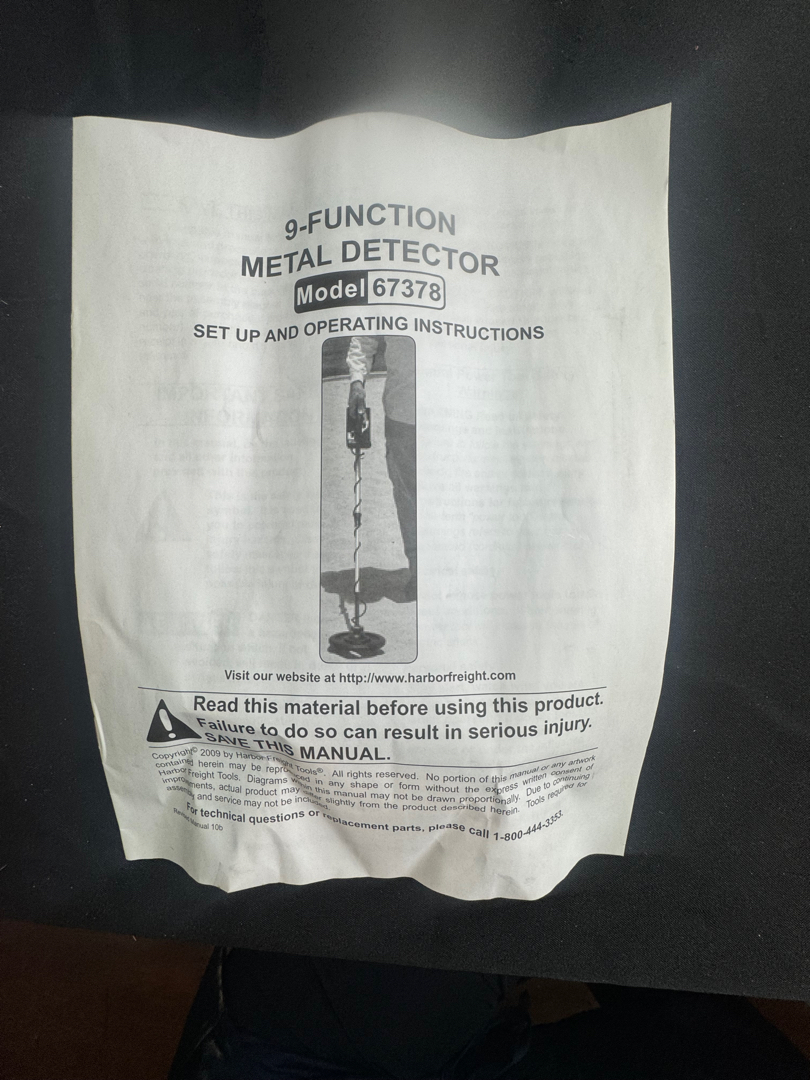 9-FUNCTION
METAL DETECTOR
Model 67378
SET UP AND OPERATING INSTRUCTIONS
Visit our website at http://www.harborfreight.com
Read this material before using this product.
Failure to do so can result in serious injury.
SAVE THIS MANUAL.
Copyright© 2009 by Harbor Freight Tools®. All rights reserved. No portion of this manual or any artwork
contained herein may be reproduced in any shape or form without the express written consent of
Harbor Freight Tools. Diagrams within this manual may not be drawn proportionally. Due to continuing
improvements, actual product may differ slightly from the product described herein. Tools required for
assembly and service may not be included.
For technical questions or replacement parts, please call 1-800-444-3353.
Manual 10b